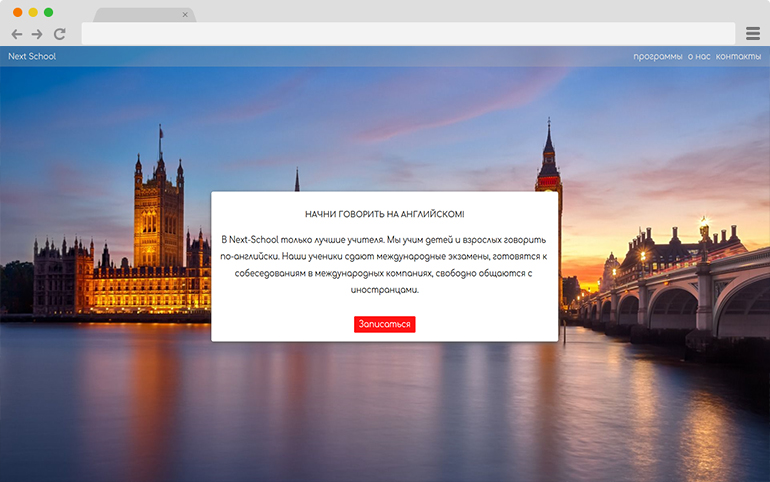 Next School
программы о нас контакты
НАЧНИ ГОВОРИТЬ НА АНГЛИЙСКОМ!
В Next-School только лучшие учителя. Мы учим детей и взрослых говорить
по-английски. Наши ученики сдают международные экзамены, готовятся к
собеседованиям в международных компаниях, свободно общаются с
иностранцами.
Записаться